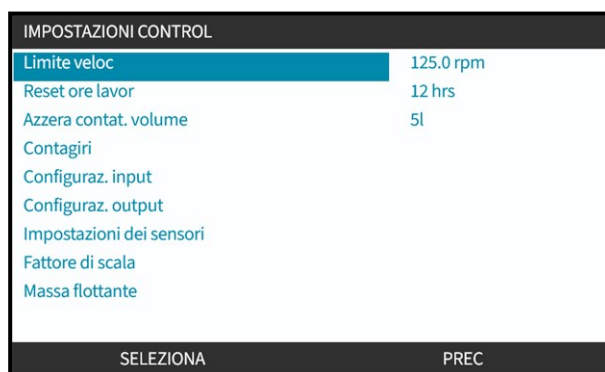 IMPOSTAZIONI CONTROL
Limite veloc 125.0 rpm
Reset ore lavor 12 hrs
Azzera contat. volume 5l
Contagiri
Configuraz. input
Configuraz. output
Impostazioni dei sensori
Fattore di scala
Massa flottante
SELEZIONA PREC